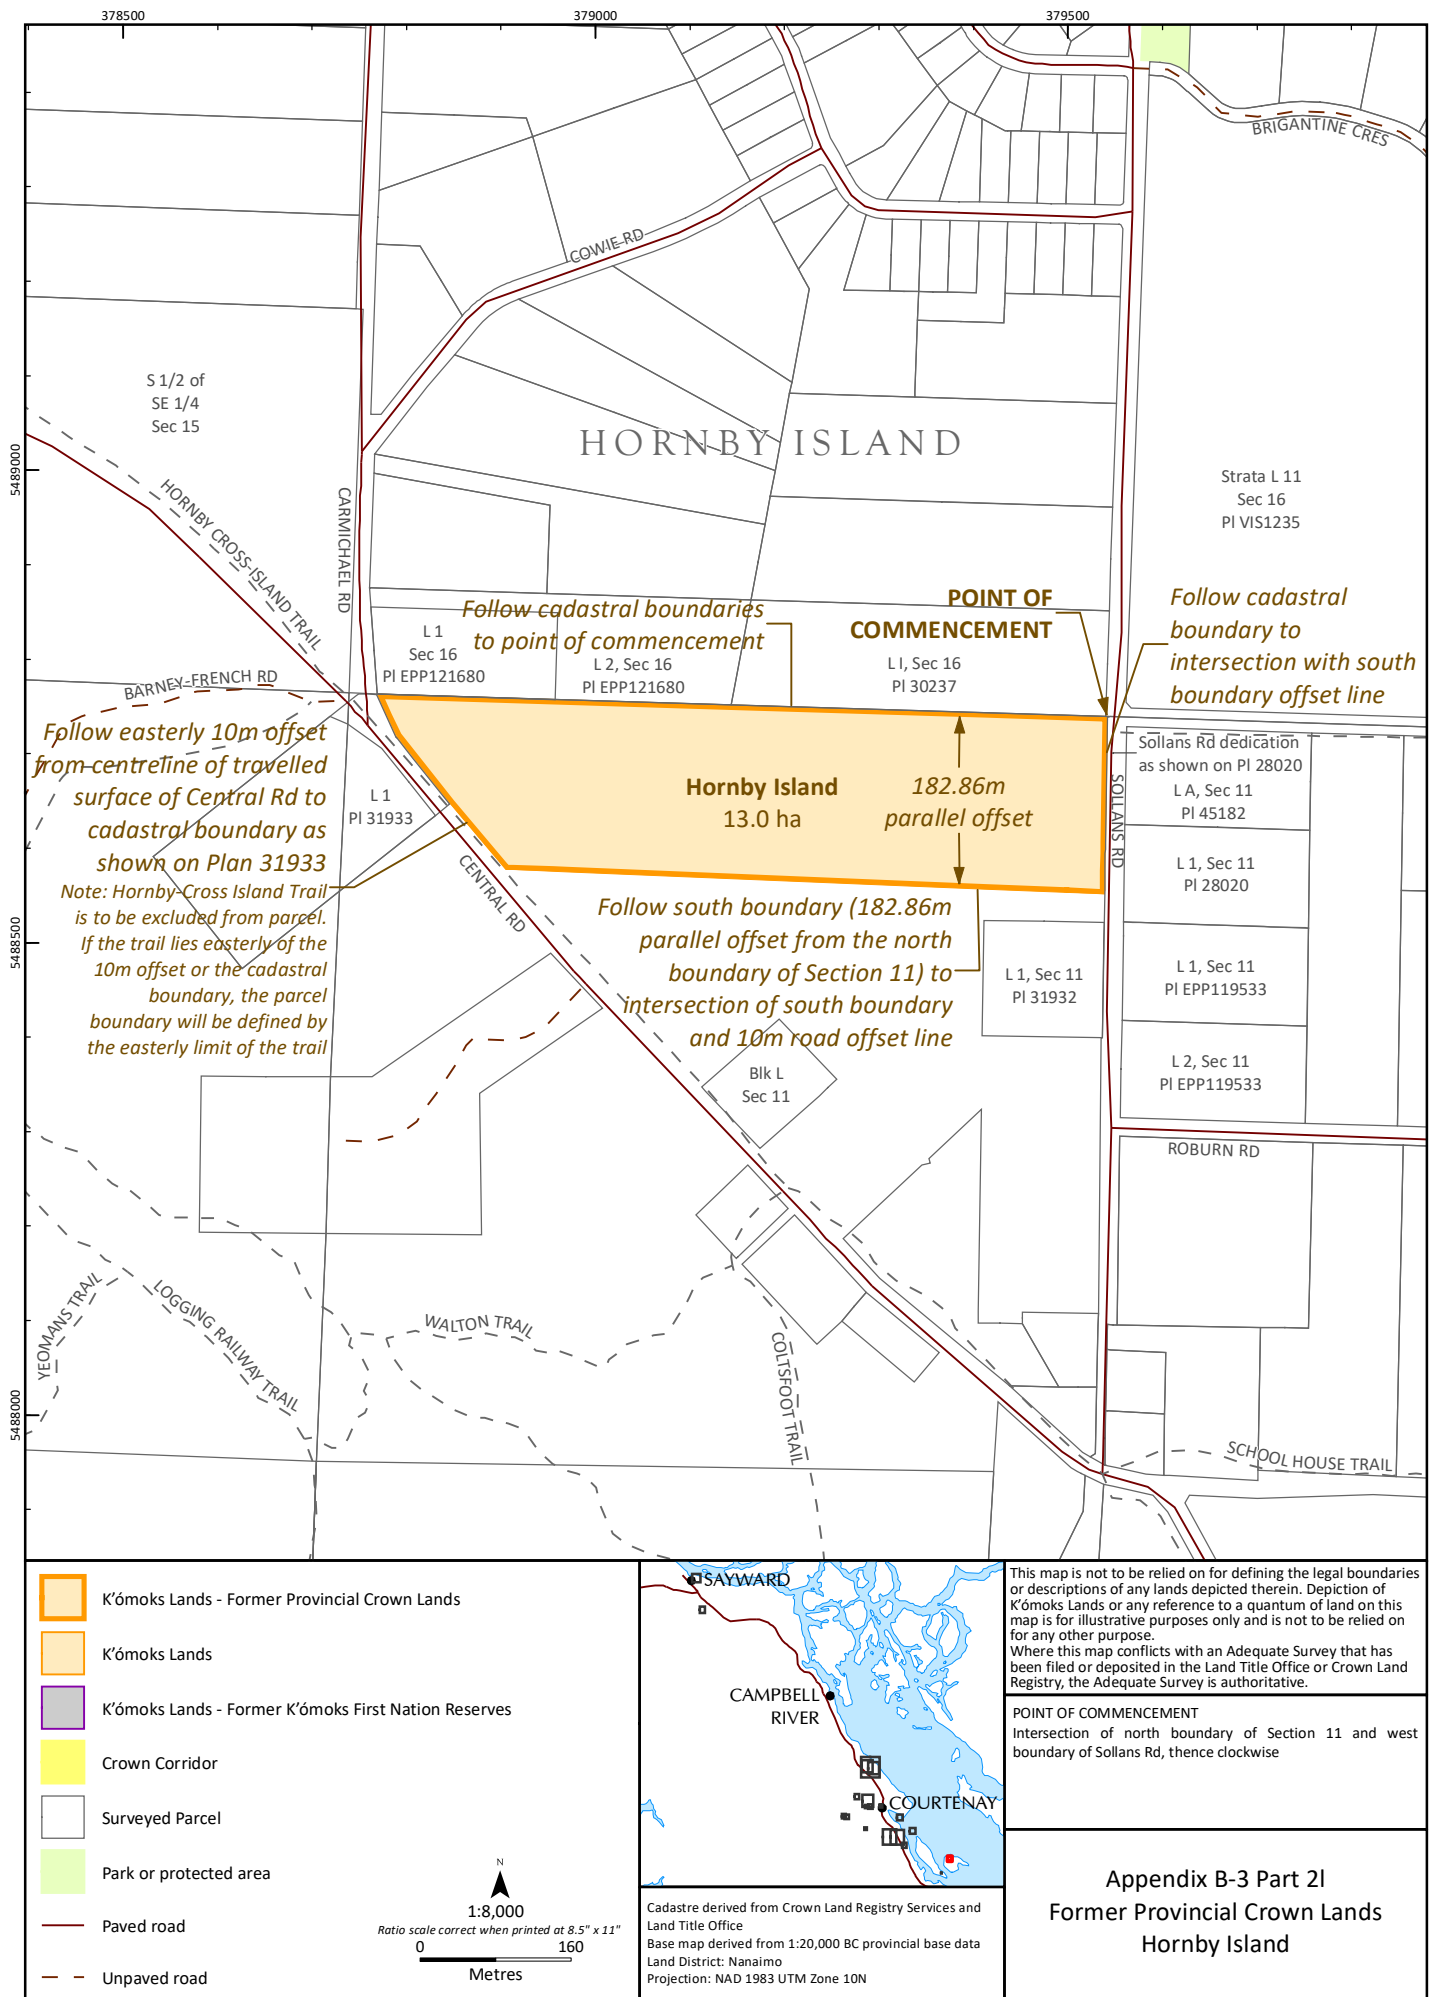 378500
379000
379500
5489000
5488500
5488000
BRIGANTINE CRES
COWIE RD
S 1/2 of
SE 1/4
Sec 15
HORNBY ISLAND
Strata L 11
Sec 16
Pl VIS1235
HORNBY CROSS-ISLAND TRAIL
CARMICHAEL RD
Follow cadastral boundaries
to point of commencement
POINT OF
COMMENCEMENT
Follow cadastral
boundary to
intersection with south
boundary offset line
L 1
Sec 16
Pl EPP121680
L 2, Sec 16
Pl EPP121680
L I, Sec 16
Pl 30237
BARNEY-FRENCH RD
Follow easterly 10m offset
from centreline of travelled
surface of Central Rd to
cadastral boundary as
shown on Plan 31933
Note: Hornby-Cross Island Trail
is to be excluded from parcel.
If the trail lies easterly of the
10m offset or the cadastral
boundary, the parcel
boundary will be defined by
the easterly limit of the trail
L 1
Pl 31933
Hornby Island
13.0 ha
182.86m
parallel offset
Sollans Rd dedication
as shown on Pl 28020
L A, Sec 11
Pl 45182
SOLLANS RD
L 1, Sec 11
Pl 28020
CENTRAL RD
Follow south boundary (182.86m
parallel offset from the north
boundary of Section 11) to
intersection of south boundary
and 10m road offset line
L 1, Sec 11
Pl 31932
L 1, Sec 11
Pl EPP119533
L 2, Sec 11
Pl EPP119533
Blk L
Sec 11
ROBURN RD
YEOMANS TRAIL
LOGGING RAILWAY TRAIL
WALTON TRAIL
COLTSFOOT TRAIL
SCHOOL HOUSE TRAIL
K'ómoks Lands - Former Provincial Crown Lands
K'ómoks Lands
K'ómoks Lands - Former K'ómoks First Nation Reserves
Crown Corridor
Surveyed Parcel
Park or protected area
Paved road
Unpaved road
N
1:8,000
Ratio scale correct when printed at 8.5" x 11"
0 160
Metres
SAYWARD
CAMPBELL
RIVER
COURTENAY
Cadastre derived from Crown Land Registry Services and
Land Title Office
Base map derived from 1:20,000 BC provincial base data
Land District: Nanaimo
Projection: NAD 1983 UTM Zone 10N
This map is not to be relied on for defining the legal boundaries
or descriptions of any lands depicted therein. Depiction of
K'ómoks Lands or any reference to a quantum of land on this
map is for illustrative purposes only and is not to be relied on
for any other purpose.
Where this map conflicts with an Adequate Survey that has
been filed or deposited in the Land Title Office or Crown Land
Registry, the Adequate Survey is authoritative.
POINT OF COMMENCEMENT
Intersection of north boundary of Section 11 and west
boundary of Sollans Rd, thence clockwise
Appendix B-3 Part 2l
Former Provincial Crown Lands
Hornby Island